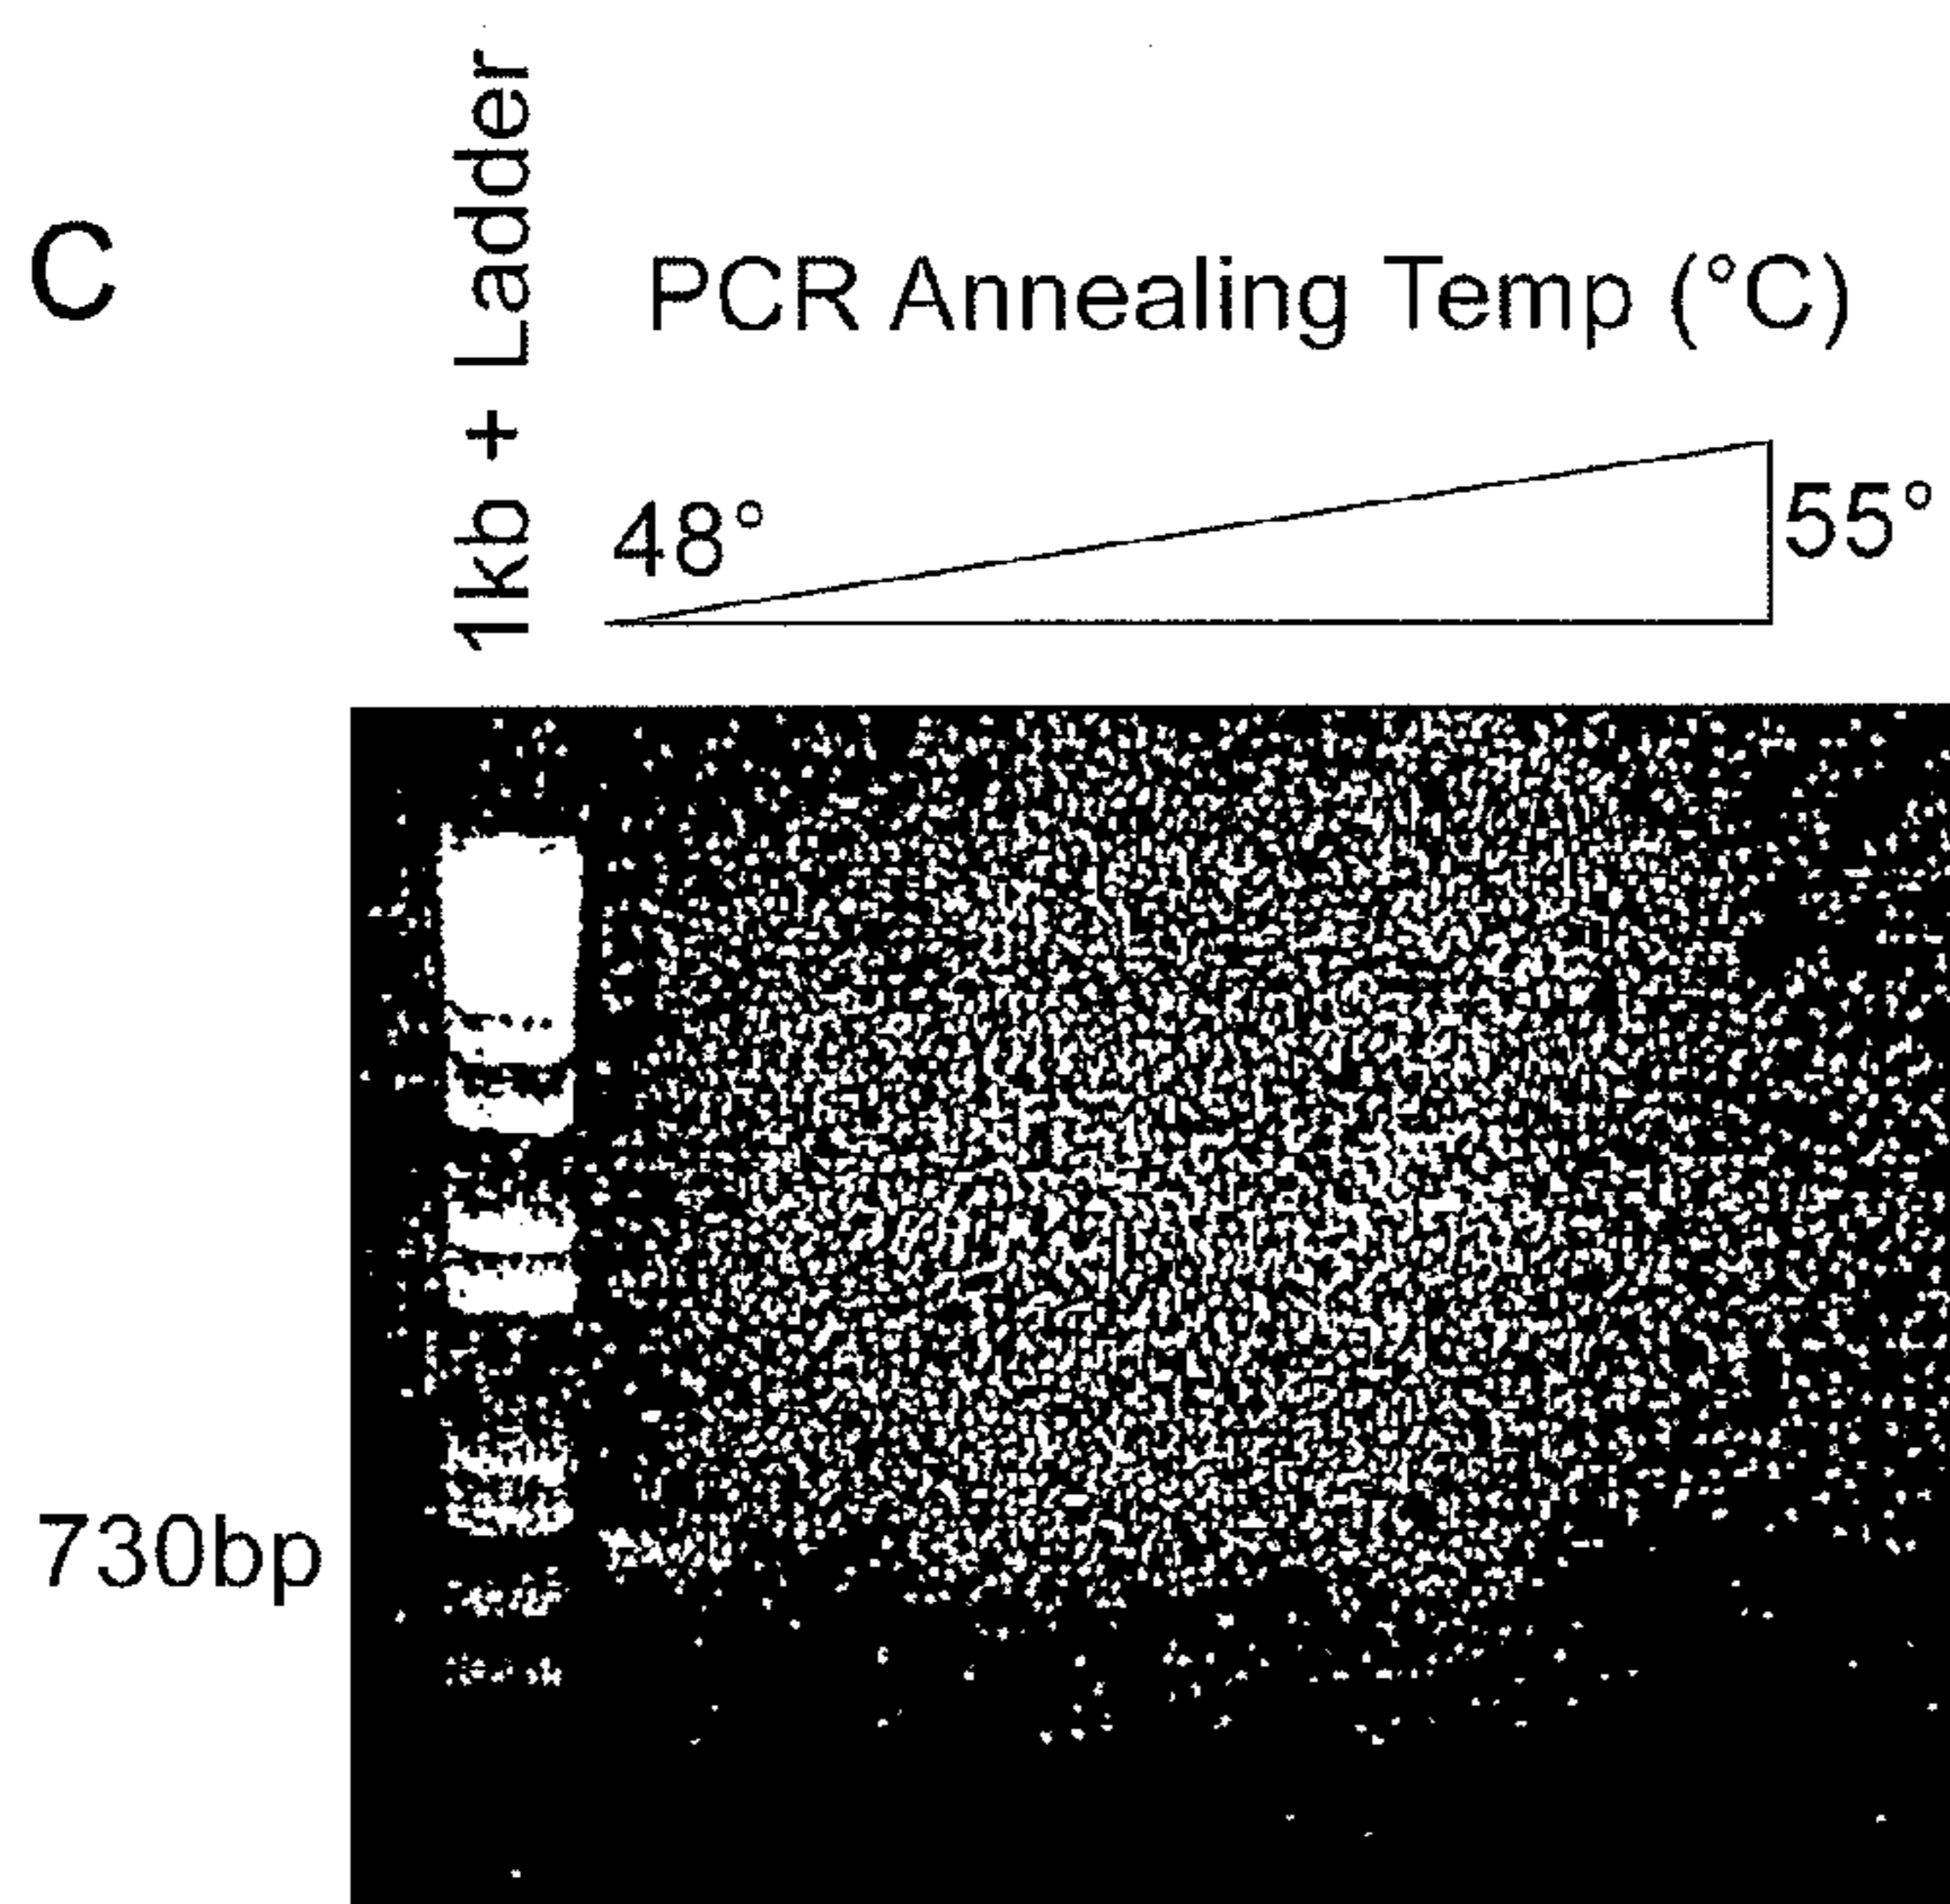 C
1kb + Ladder
PCR Annealing Temp (°C)
48°
55°
730bp